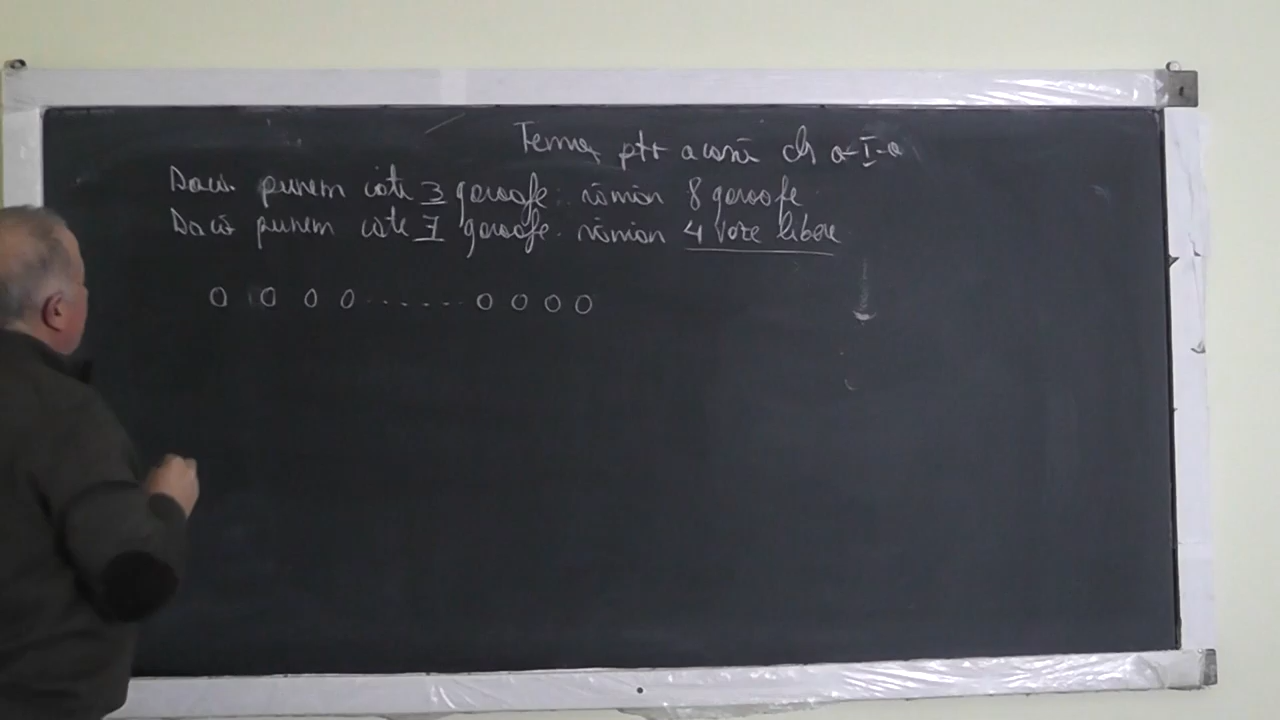 Tema ptr acasă ch a-I-a
Dacă punem câte 3 garoafe rămân 8 garoafe
Dacă punem câte 7 garoafe rămân 4 vaze libere
0 0 0 0 ....... 0 0 0 0